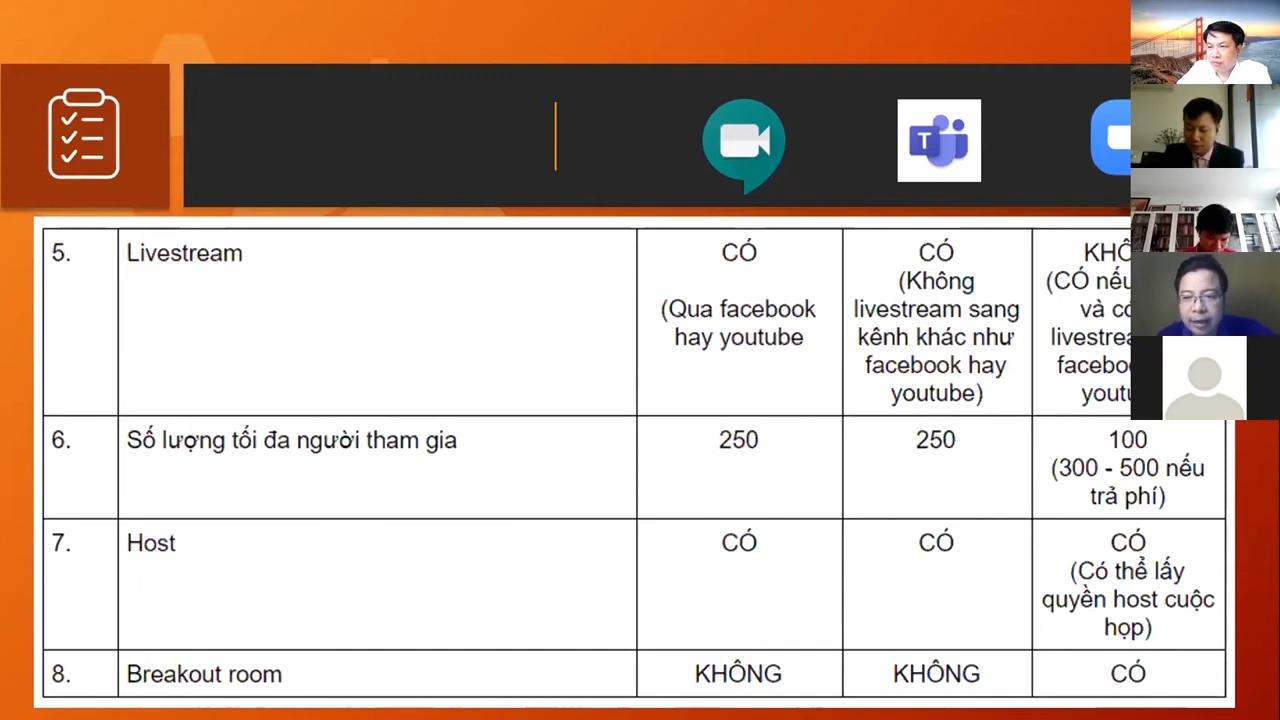 T
5.
Livestream
CÓ
(Qua facebook
hay youtube
CÓ
(Không
livestream sang
kênh khác như
facebook hay
youtube)
(CÓ
và
6.
Số lượng tối đa người tham gia
250
250
100
(300 - 500 nếu
trả phí)
7.
Host
CÓ
CÓ
CÓ
(Có thể lấy
quyền host cuộc
họp)
8.
Breakout room
KHÔNG
KHÔNG
CÓ